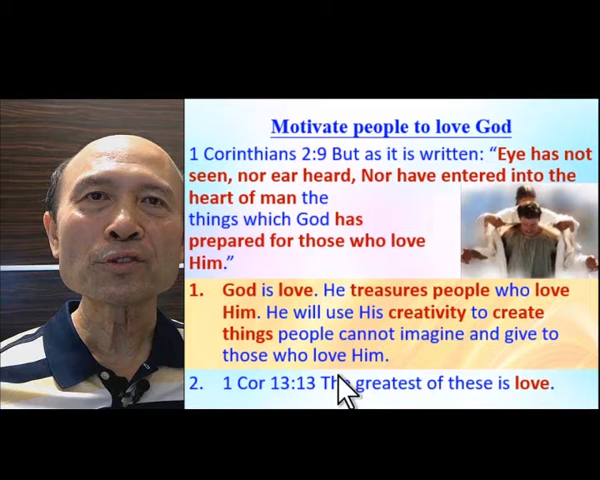 Motivate people to love God
1 Corinthians 2:9 But as it is written: “Eye has not
seen, nor ear heard, Nor have entered into the
heart of man the
things which God has
prepared for those who love
Him.”
1. God is love. He treasures people who love
Him. He will use His creativity to create
things people cannot imagine and give to
those who love Him.
2. 1 Cor 13:13 The greatest of these is love.